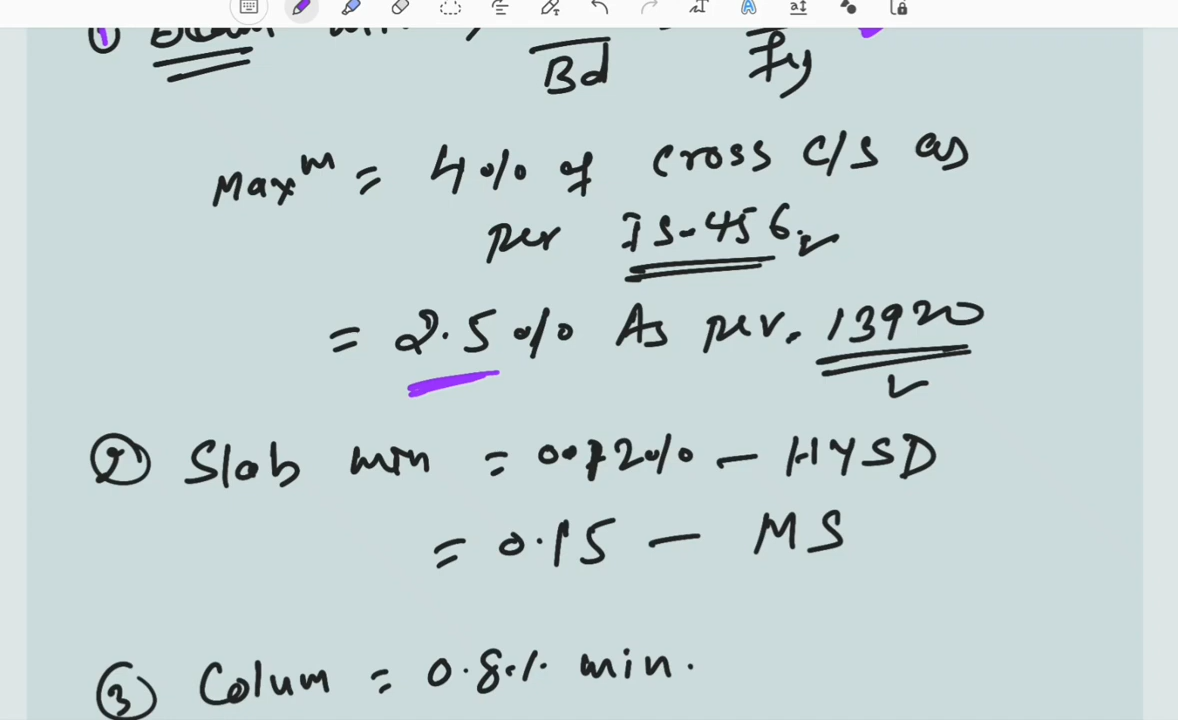 ①
Bd fy
Max^m = 4% of cross c/s as
per IS-456.
= 2.5% As per. 13920
② Slab min = 0.12% - HYSD
= 0.15 - MS
③ Colum = 0.8% min.